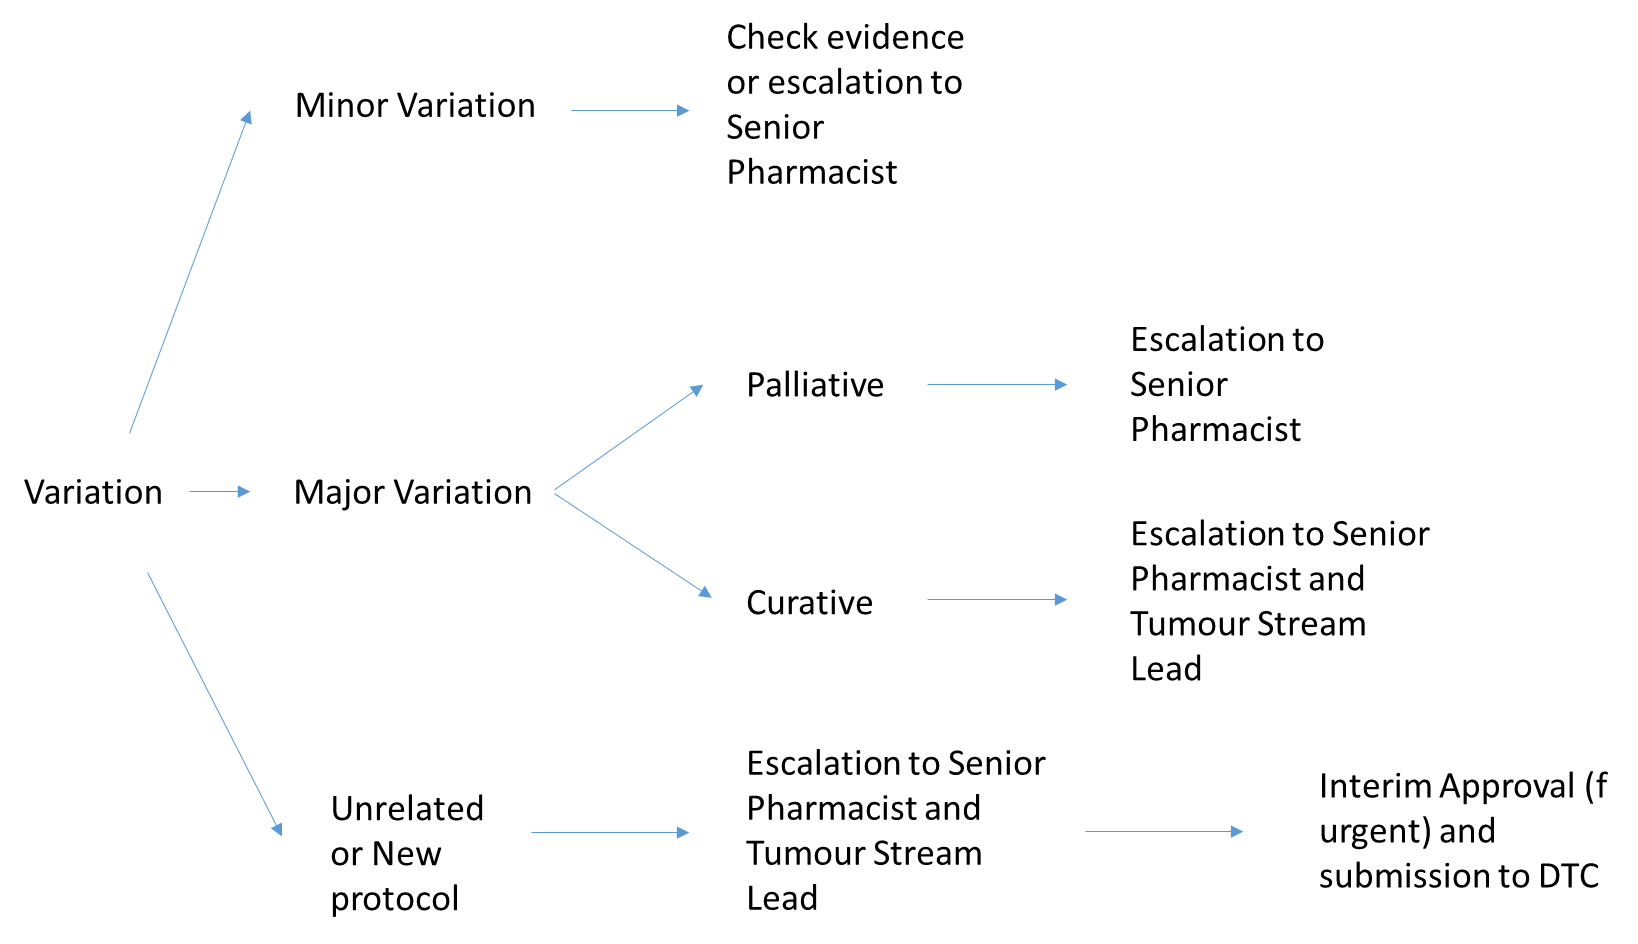 Check evidence
or escalation to
Senior
Pharmacist
Minor Variation
Escalation to
Senior
Pharmacist
Palliative
Variation
Major Variation
Escalation to Senior
Pharmacist and
Tumour Stream
Lead
Curative
Unrelated
or New
protocol
Escalation to Senior
Pharmacist and
Tumour Stream
Lead
Interim Approval (f
urgent) and
submission to DTC